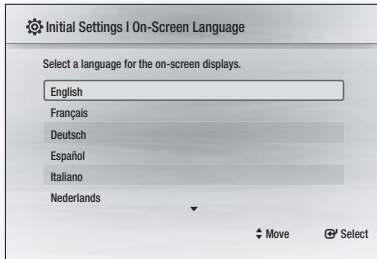 Initial Settings I On-Screen Language
Select a language for the on-screen displays.
English
Français
Deutsch
Español
Italiano
Nederlands
Move Select